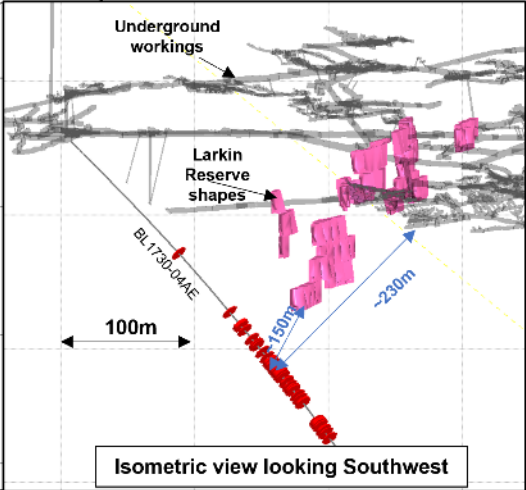 Underground
workings
Larkin
Reserve
shapes
BL1730-04AE
~230m
~150m
100m
Isometric view looking Southwest